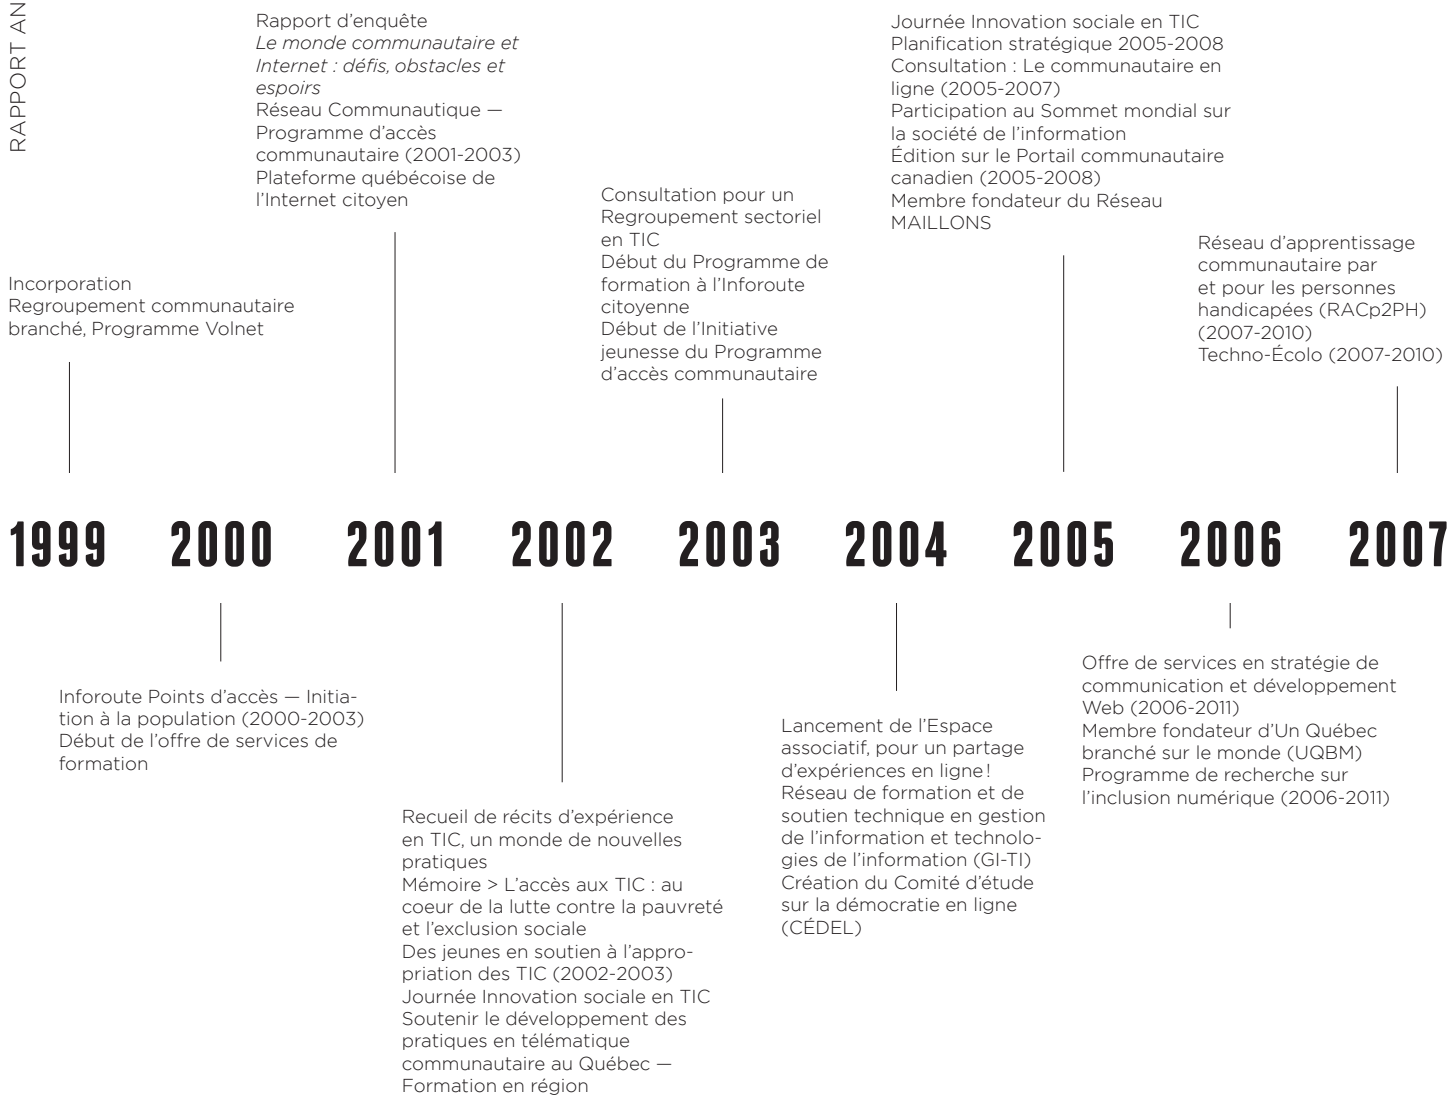 RAPPORT AN
Rapport d'enquête
Le monde communautaire et
Internet : défis, obstacles et
espoirs
Réseau Communautique —
Programme d'accès
communautaire (2001-2003)
Plateforme québécoise de
l'Internet citoyen
Journée Innovation sociale en TIC
Planification stratégique 2005-2008
Consultation : Le communautaire en
ligne (2005-2007)
Participation au Sommet mondial sur
la société de l'information
Édition sur le Portail communautaire
canadien (2005-2008)
Membre fondateur du Réseau
MAILLONS
Consultation pour un
Regroupement sectoriel
en TIC
Début du Programme de
formation à l'Inforoute
citoyenne
Début de l'Initiative
jeunesse du Programme
d'accès communautaire
Réseau d'apprentissage
communautaire par
et pour les personnes
handicapées (RACp2PH)
(2007-2010)
Techno-Écolo (2007-2010)
Incorporation
Regroupement communautaire
branché, Programme Volnet
1999 2000 2001 2002 2003 2004 2005 2006 2007
Inforoute Points d'accès — Initia-
tion à la population (2000-2003)
Début de l'offre de services de
formation
Recueil de récits d'expérience
en TIC, un monde de nouvelles
pratiques
Mémoire > L'accès aux TIC : au
coeur de la lutte contre la pauvreté
et l'exclusion sociale
Des jeunes en soutien à l'appro-
priation des TIC (2002-2003)
Journée Innovation sociale en TIC
Soutenir le développement des
pratiques en télématique
communautaire au Québec —
Formation en région
Lancement de l'Espace
associatif, pour un partage
d'expériences en ligne !
Réseau de formation et de
soutien technique en gestion
de l'information et technolo-
gies de l'information (GI-TI)
Création du Comité d'étude
sur la démocratie en ligne
(CÉDEL)
Offre de services en stratégie de
communication et développement
Web (2006-2011)
Membre fondateur d'Un Québec
branché sur le monde (UQBM)
Programme de recherche sur
l'inclusion numérique (2006-2011)